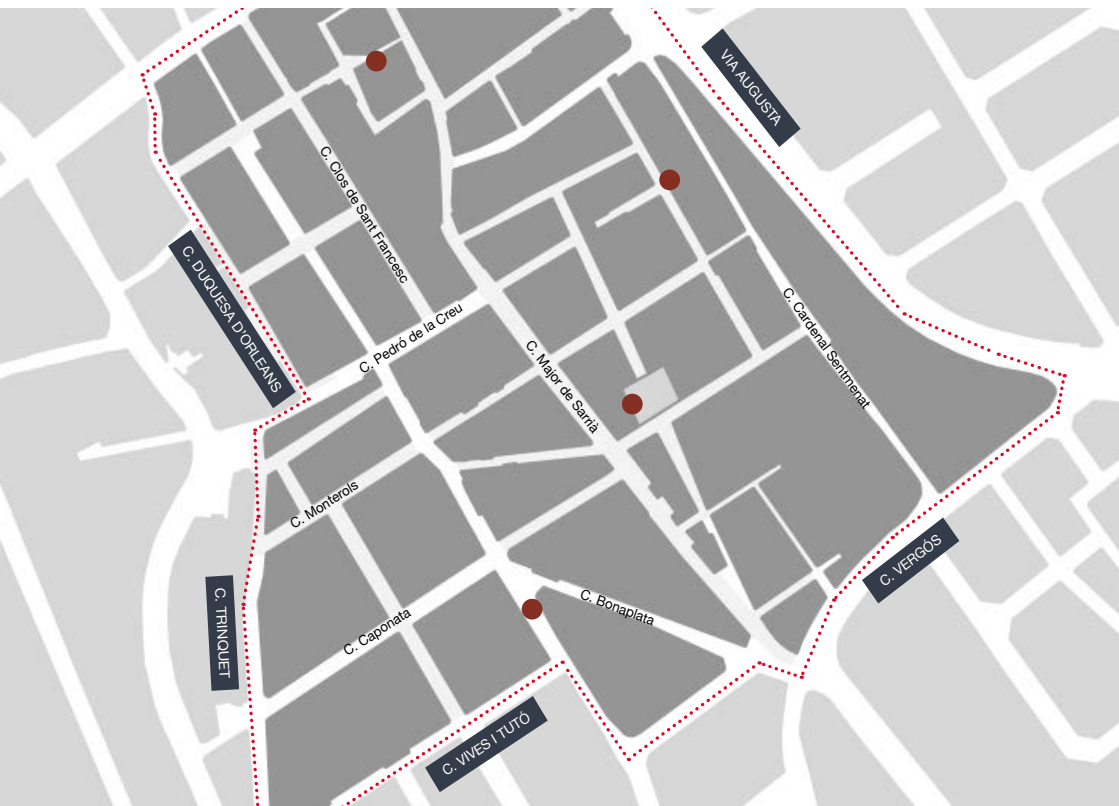 VIA AUGUSTA
C. Clos de Sant Francesc
C. DUQUESA D'ORLEANS
C. Pedró de la Creu
C. Major de Sarrià
C. Cardenal Sentmenat
C. Monterols
C. VERGÓS
C. TRINQUET
C. Caponata
C. Bonaplata
C. VIVES I TUTÓ